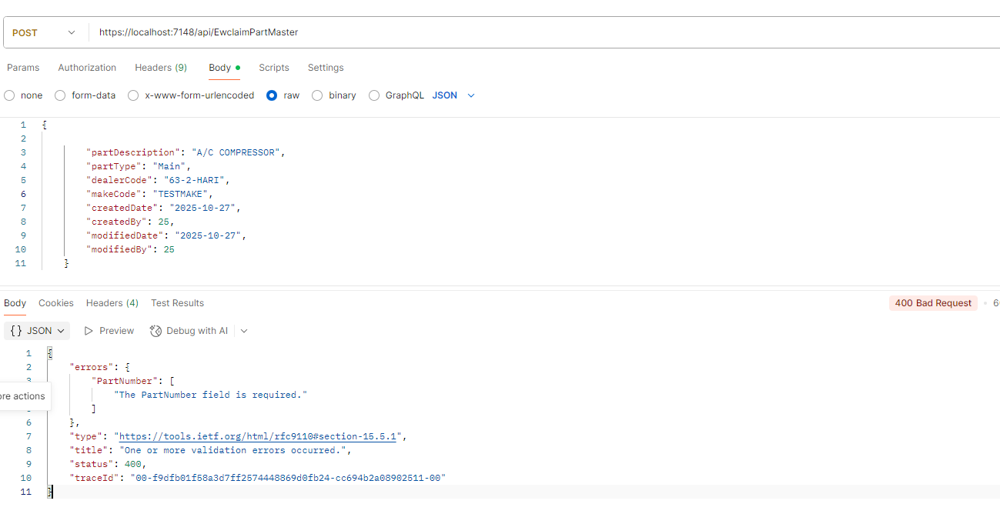 POST https://localhost:7148/api/EwclaimPartMaster
Params Authorization Headers (9) Body Scripts Settings
none form-data x-www-form-urlencoded raw binary GraphQL JSON
1 {
2
3 "partDescription": "A/C COMPRESSOR",
4 "partType": "Main",
5 "dealerCode": "63-2-HARI",
6 "makeCode": "TESTMAKE",
7 "createdDate": "2025-10-27",
8 "createdBy": 25,
9 "modifiedDate": "2025-10-27",
10 "modifiedBy": 25
11 }
Body Cookies Headers (4) Test Results 400 Bad Request
{} JSON Preview Debug with AI
1 {
2 "errors": {
3 "PartNumber": [
ore actions "The PartNumber field is required."
]
6 },
7 "type": "https://tools.ietf.org/html/rfc9110#section-15.5.1",
8 "title": "One or more validation errors occurred.",
9 "status": 400,
10 "traceId": "00-f9dfb01f58a3d7ff2574448869d0fb24-cc694b2a08902511-00"
11 }